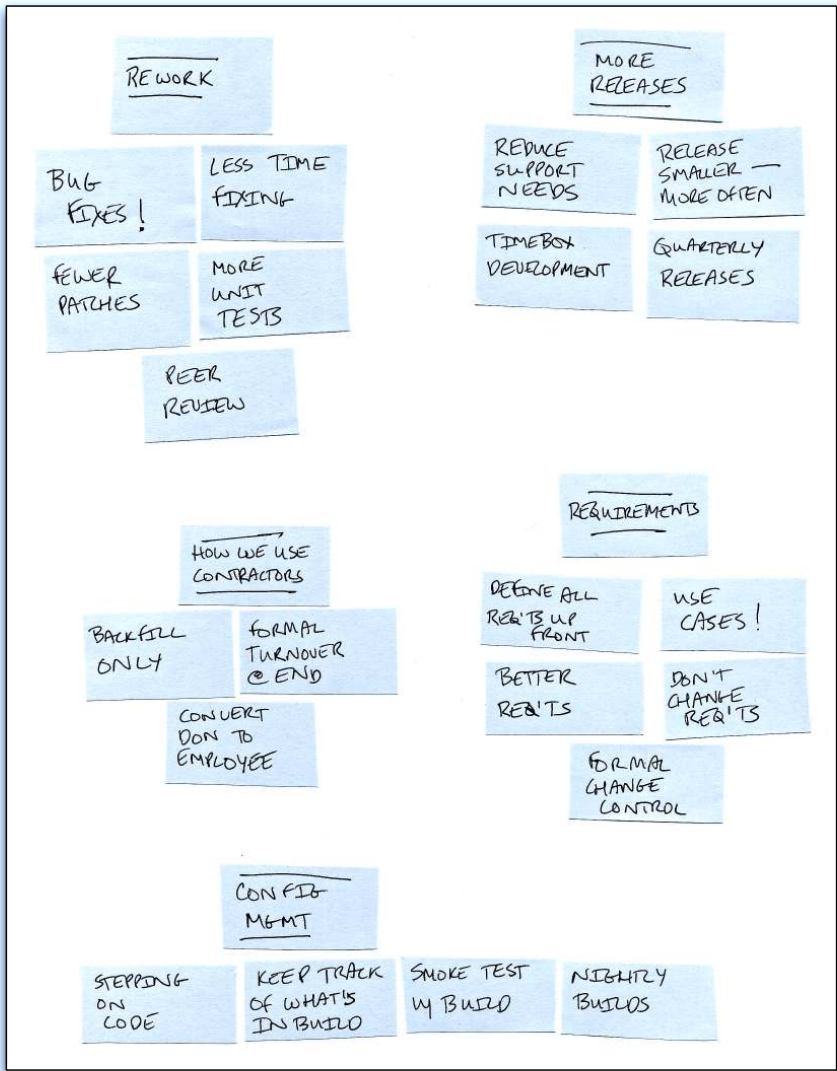 REWORK
BUG
FIXES!
LESS TIME
FIXING
FEWER
PATCHES
MORE
UNIT
TESTS
PEER
REVIEW
MORE
RELEASES
REDUCE
SUPPORT
NEEDS
RELEASE
SMALLER —
MORE OFTEN
TIMEBOX
DEVELOPMENT
QUARTERLY
RELEASES
HOW WE USE
CONTRACTORS
BACKFILL
ONLY
FORMAL
TURNOVER
@ END
CONVERT
DON TO
EMPLOYEE
REQUIREMENTS
DEFINE ALL
REQ'TS UP
FRONT
USE
CASES!
BETTER
REQ'TS
DON'T
CHANGE
REQ'TS
FORMAL
CHANGE
CONTROL
CONFIG
MGMT
STEPPING
ON
CODE
KEEP TRACK
OF WHAT'S
IN BUILD
SMOKE TEST
W/ BUILD
NIGHTLY
BUILDS